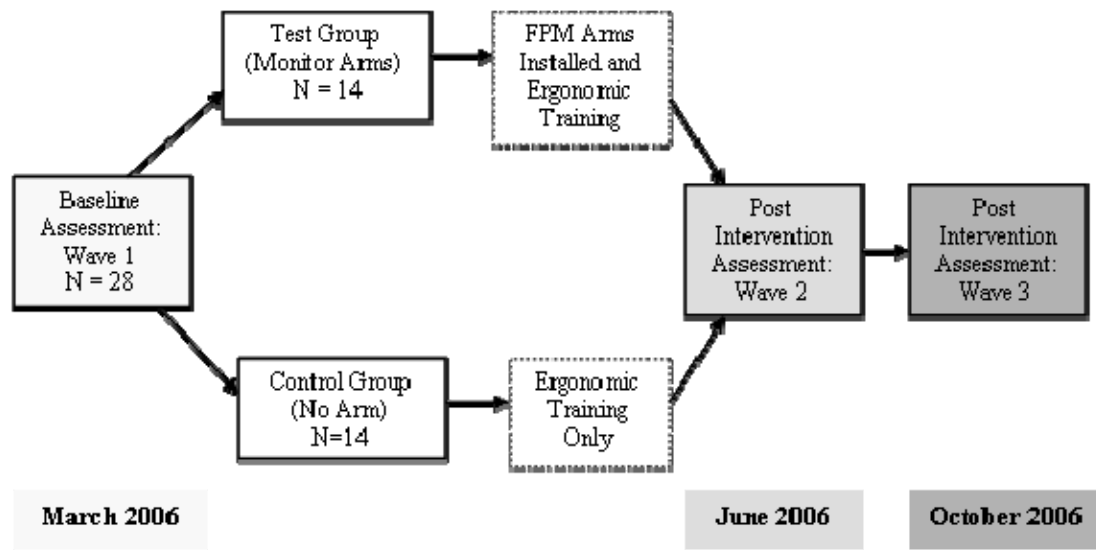 Test Group
(Monitor Arms)
N = 14
FPM Arms
Installed and
Ergonomic
Training
Baseline
Assessment:
Wave 1
N = 28
Post
Intervention
Assessment:
Wave 2
Post
Intervention
Assessment:
Wave 3
Control Group
(No Arm)
N=14
Ergonomic
Training
Only
March 2006
June 2006
October 2006